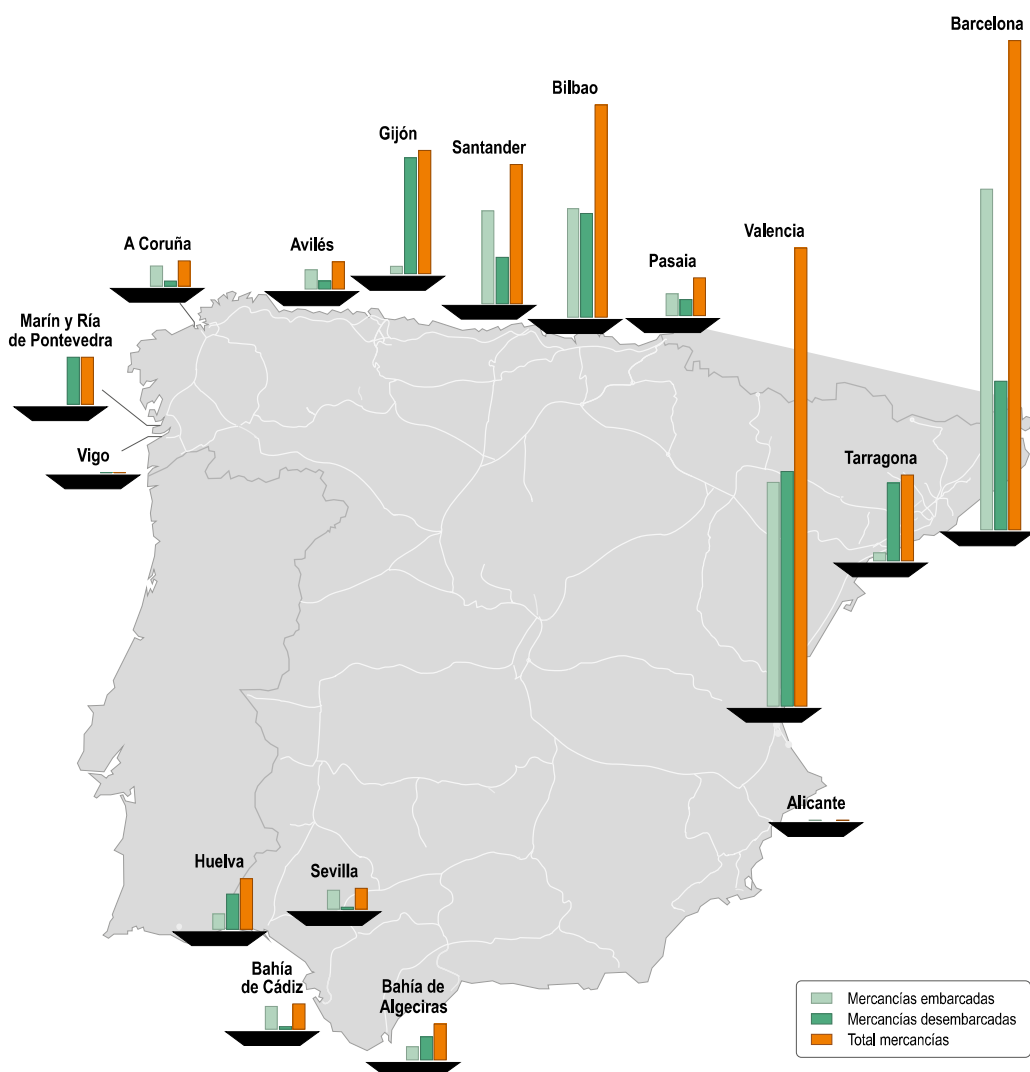 Barcelona
Bilbao
Gijón
Santander
Valencia
A Coruña
Avilés
Pasaia
Marín y Ría
de Pontevedra
Vigo
Tarragona
Alicante
Huelva
Sevilla
Bahía
de Cádiz
Bahía de
Algeciras
Mercancías embarcadas
Mercancías desembarcadas
Total mercancías